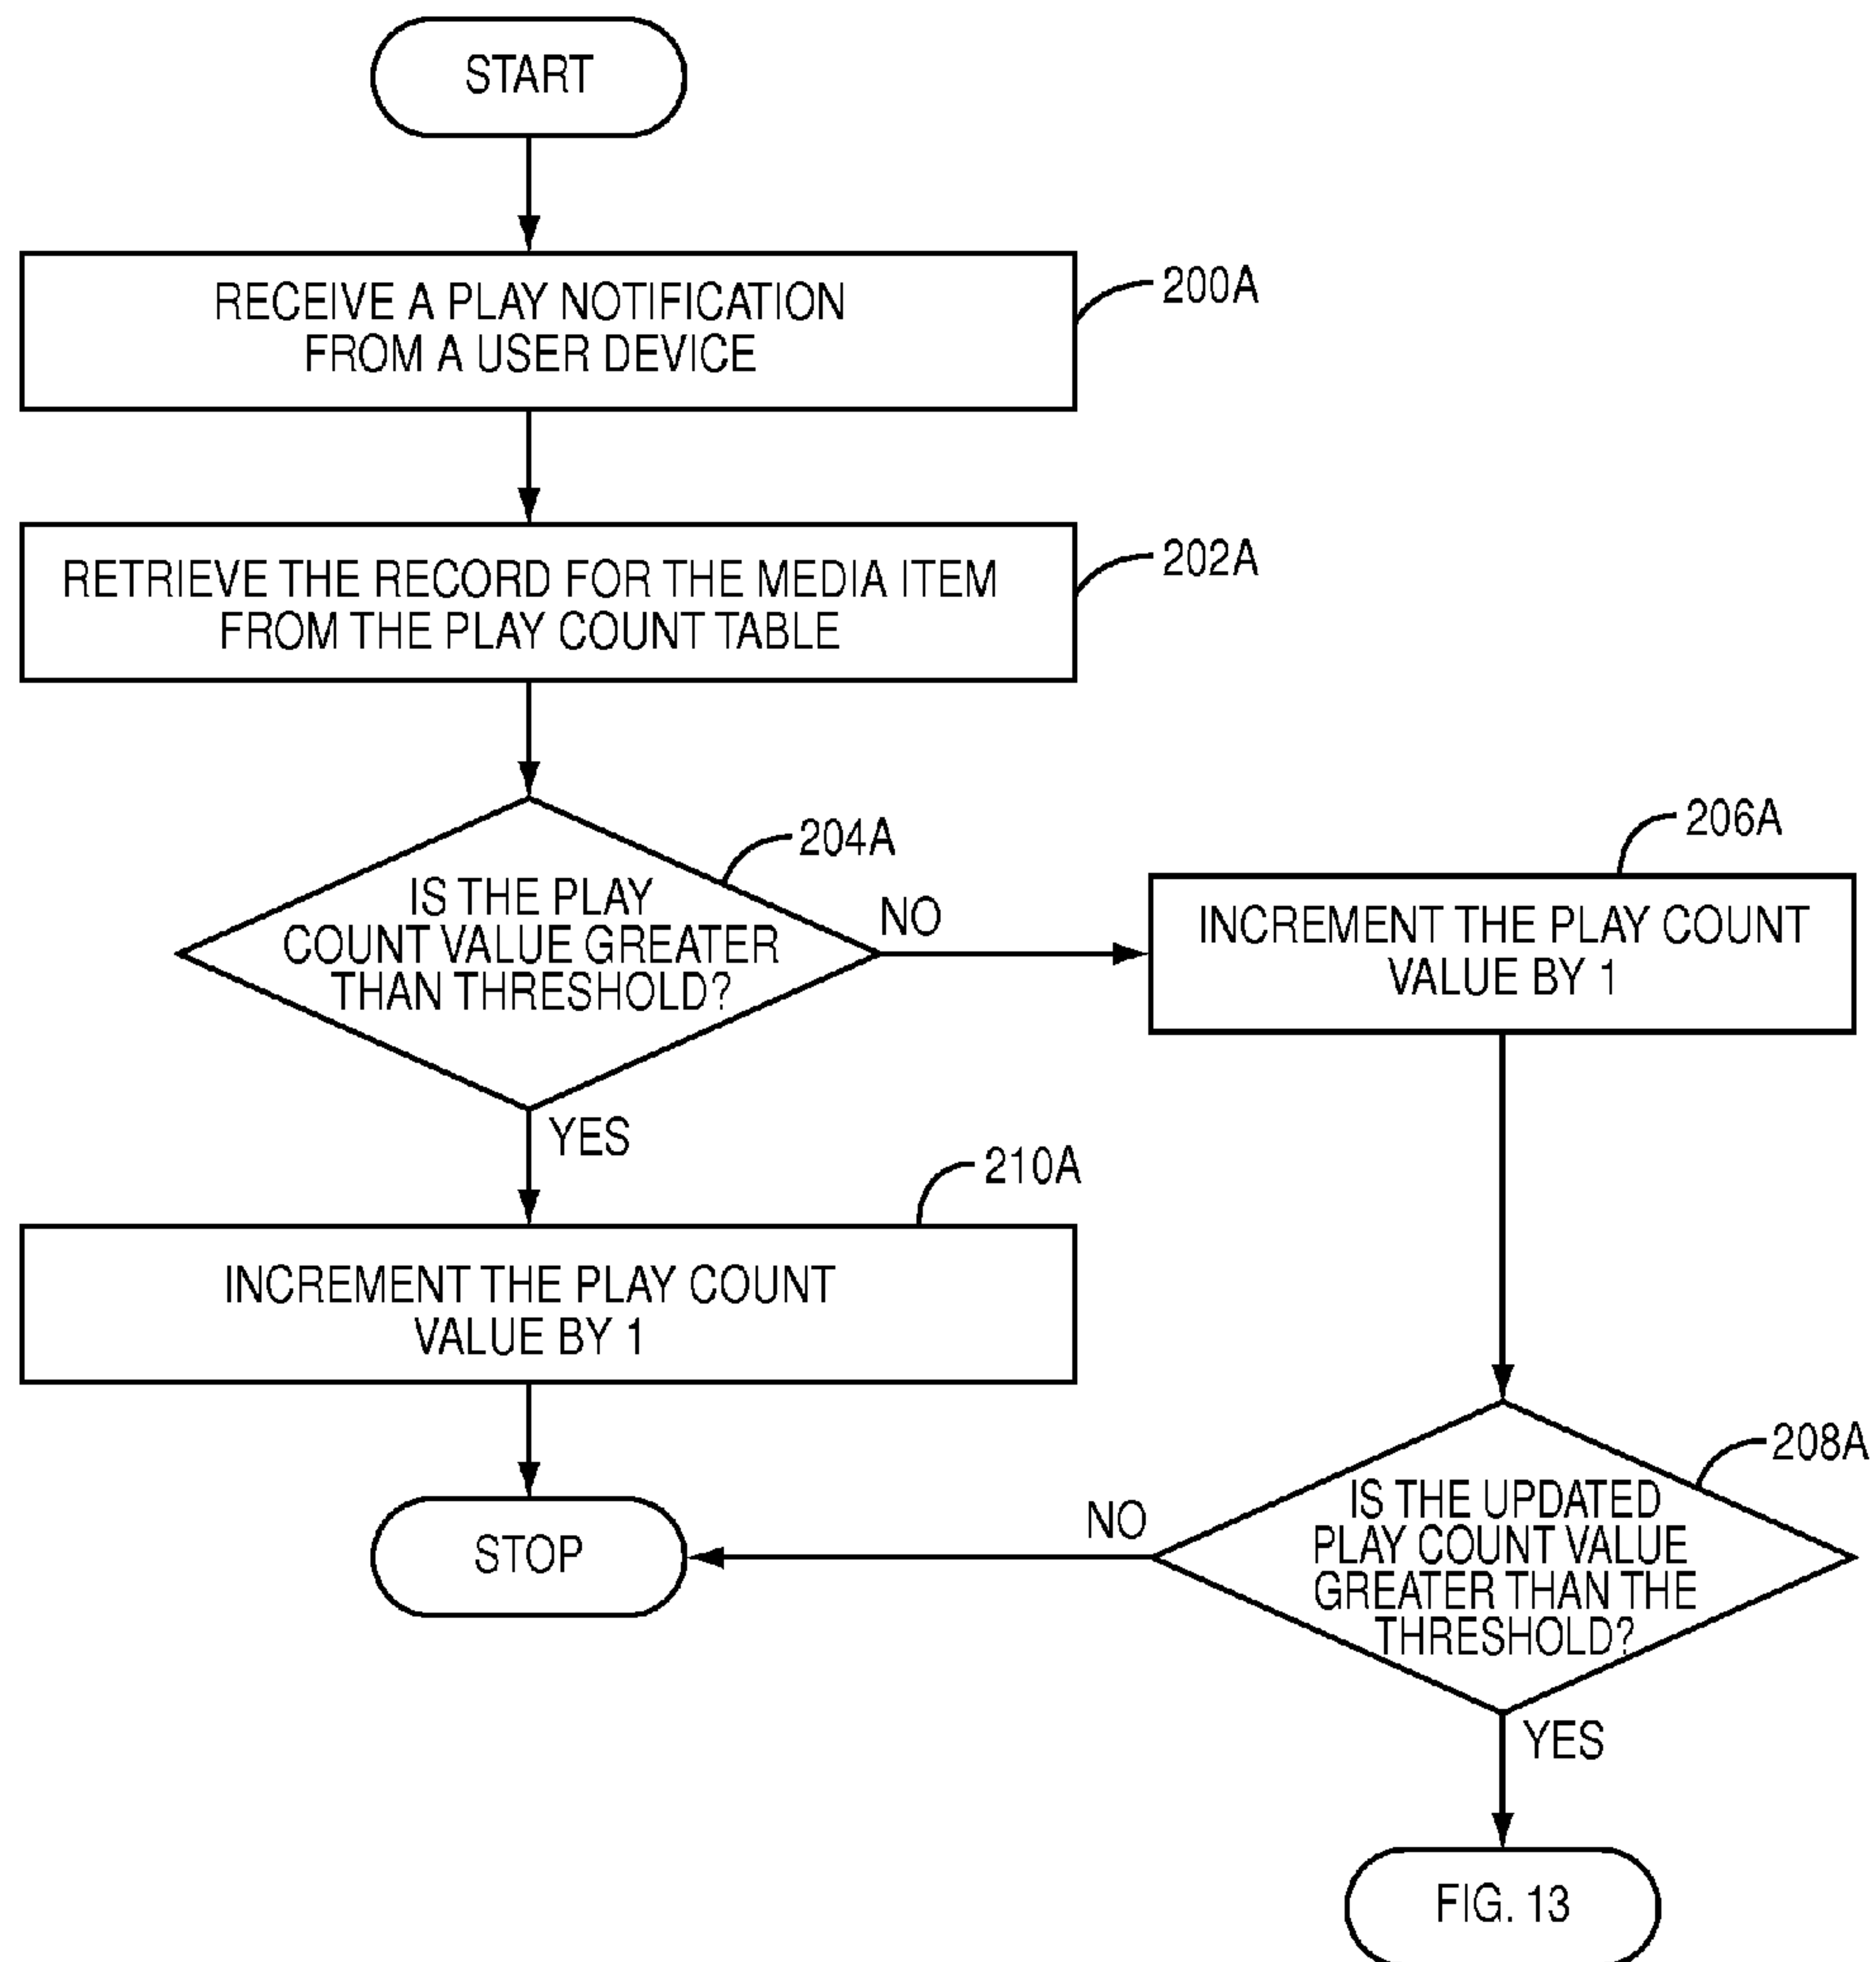 START
RECEIVE A PLAY NOTIFICATION
FROM A USER DEVICE
200A
RETRIEVE THE RECORD FOR THE MEDIA ITEM
FROM THE PLAY COUNT TABLE
202A
IS THE PLAY
COUNT VALUE GREATER
THAN THRESHOLD?
204A
NO
INCREMENT THE PLAY COUNT
VALUE BY 1
206A
YES
INCREMENT THE PLAY COUNT
VALUE BY 1
210A
STOP
NO
IS THE UPDATED
PLAY COUNT VALUE
GREATER THAN THE
THRESHOLD?
208A
YES
FIG. 13